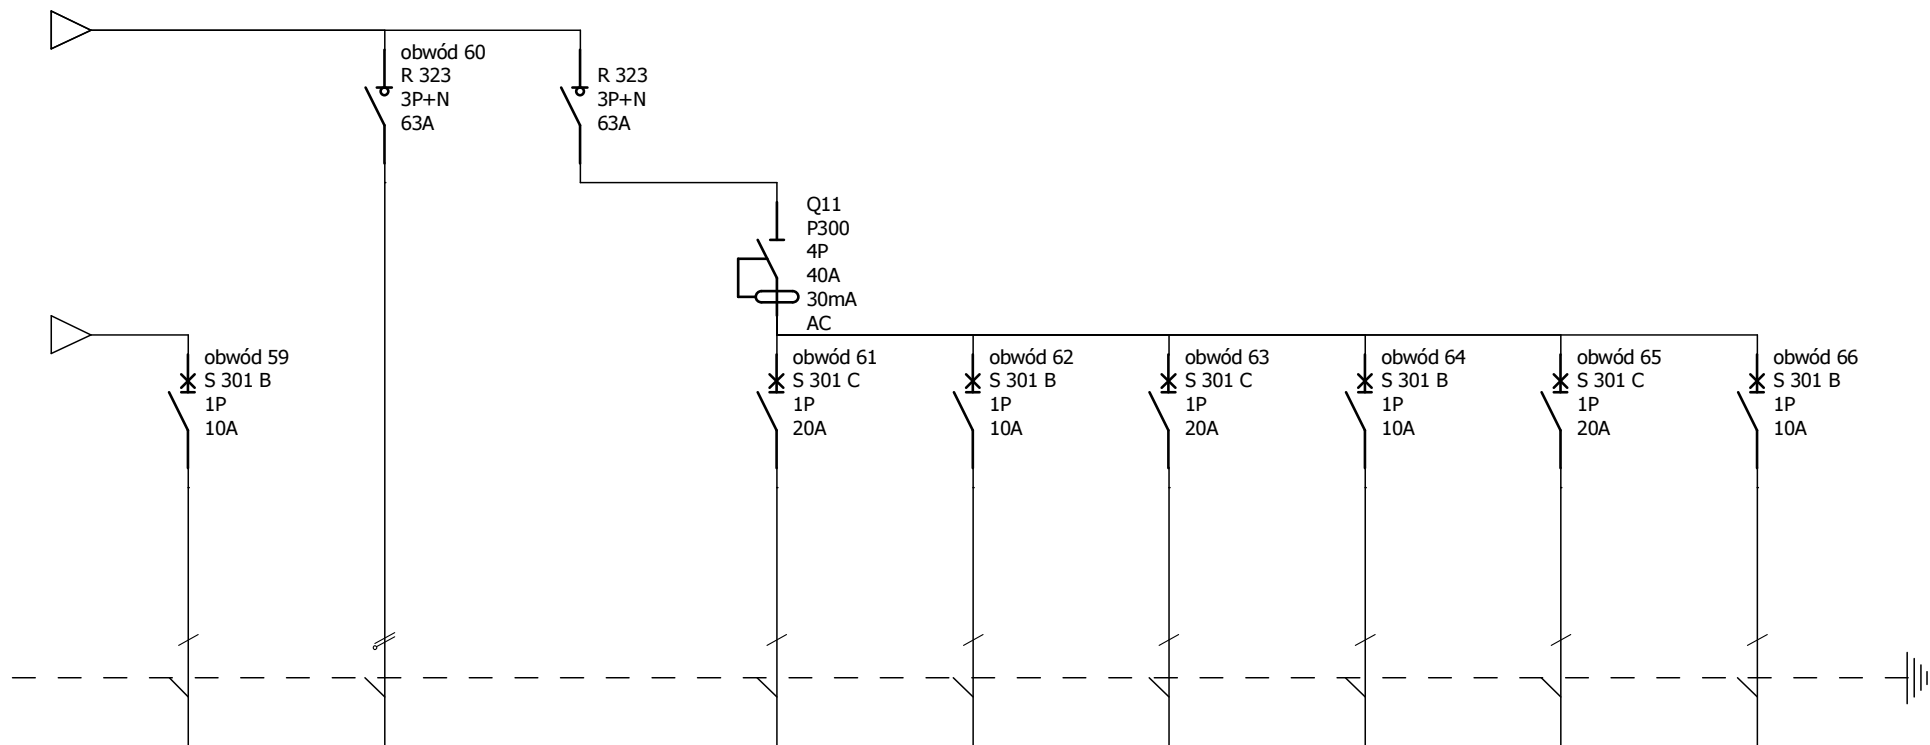 obwód 60
R 323
3P+N
63A
R 323
3P+N
63A
Q11
P300
4P
40A
30mA
AC
obwód 59
S 301 B
1P
10A
obwód 61
S 301 C
1P
20A
obwód 62
S 301 B
1P
10A
obwód 63
S 301 C
1P
20A
obwód 64
S 301 B
1P
10A
obwód 65
S 301 C
1P
20A
obwód 66
S 301 B
1P
10A